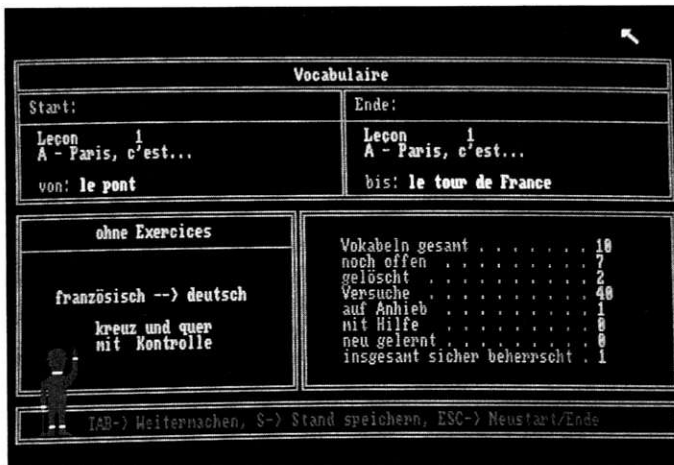 Vocabulaire
Start:
Leçon 1
A - Paris, c'est...
von: le pont
Ende:
Leçon 1
A - Paris, c'est...
bis: le tour de France
ohne Exercices
französisch --> deutsch
kreuz und quer
mit Kontrolle
Vokabeln gesamt . . . . . . . . 10
noch offen . . . . . . . . . . 7
gelöscht . . . . . . . . . . . 2
Versuche . . . . . . . . . . . 40
auf Anhieb . . . . . . . . . . 1
mit Hilfe . . . . . . . . . . 0
neu gelernt . . . . . . . . . 0
insgesamt sicher beherrscht . 1
TAB-> Weitermachen, S-> Stand speichern, ESC-> Neustart/Ende